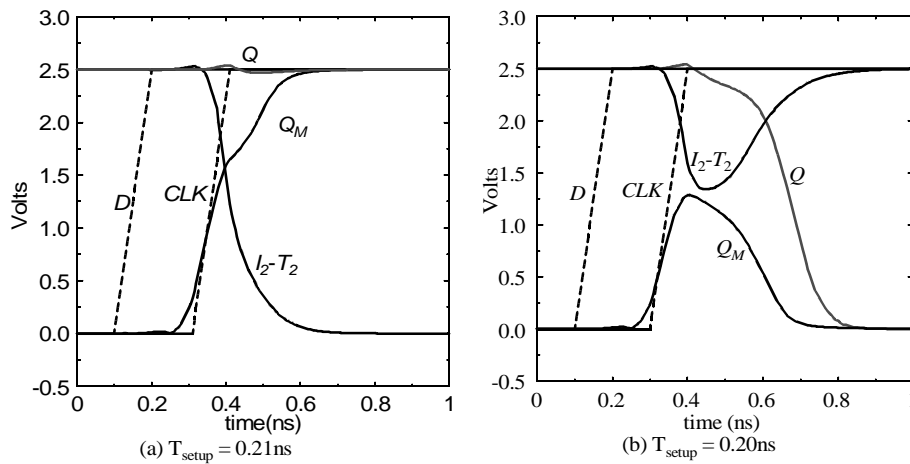 3.0
2.5
2.0
1.5
1.0
0.5
0.0
-0.5
Volts
Q
Q_M
D
CLK
I_2-T_2
0
0.2
0.4
0.6
0.8
1
time(ns)
(a) T_setup = 0.21ns
3.0
2.5
2.0
1.5
1.0
0.5
0.0
-0.5
Volts
I_2-T_2
Q
D
CLK
Q_M
0
0.2
0.4
0.6
0.8
time (ns)
(b) T_setup = 0.20ns